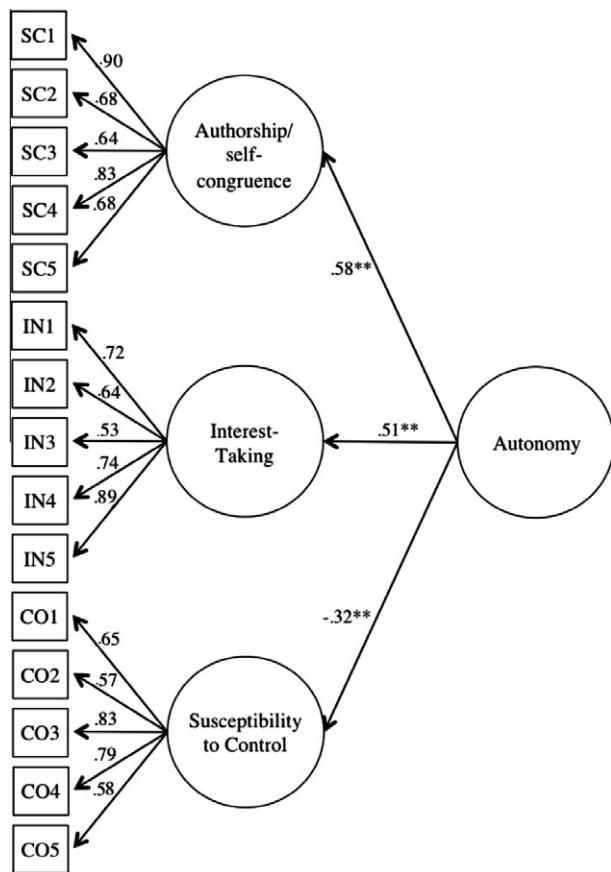 SC1
.90
SC2
.68
SC3
.64
SC4
.83
SC5
.68
Authorship/
self-
congruence
.58**
IN1
.72
IN2
.64
IN3
.53
IN4
.74
IN5
.89
Interest-
Taking
.51**
Autonomy
-.32**
CO1
.65
CO2
.57
CO3
.83
CO4
.79
CO5
.58
Susceptibility
to Control